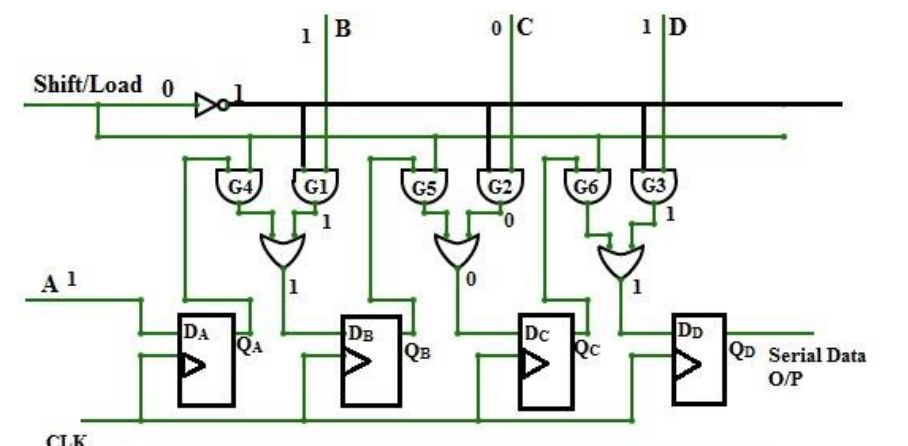 1 B
0 C
1 D
Shift/Load 0
1
G4 G1 G5 G2 G6 G3
1
0
1
1
0
1
A 1
DA
QA
DB
QB
DC
QC
DD
QD
Serial Data
O/P
CLK